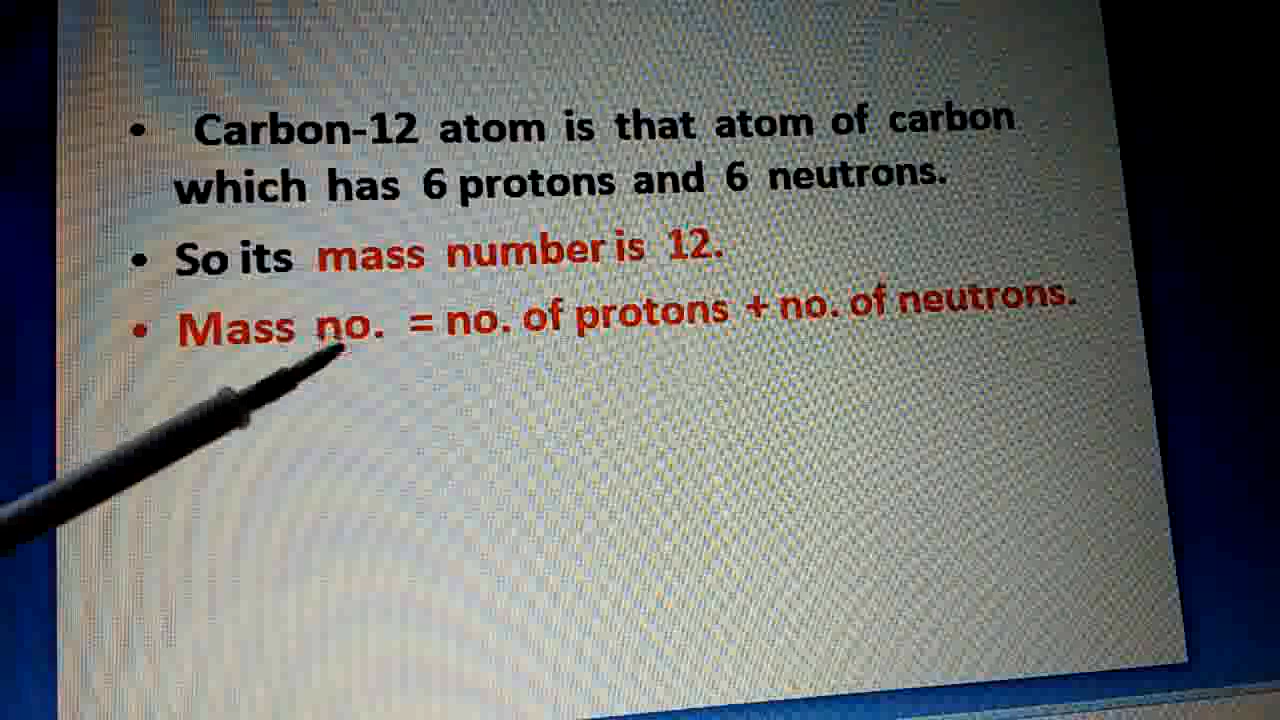 • Carbon-12 atom is that atom of carbon
which has 6 protons and 6 neutrons.
• So its mass number is 12.
• Mass no. = no. of protons + no. of neutrons.